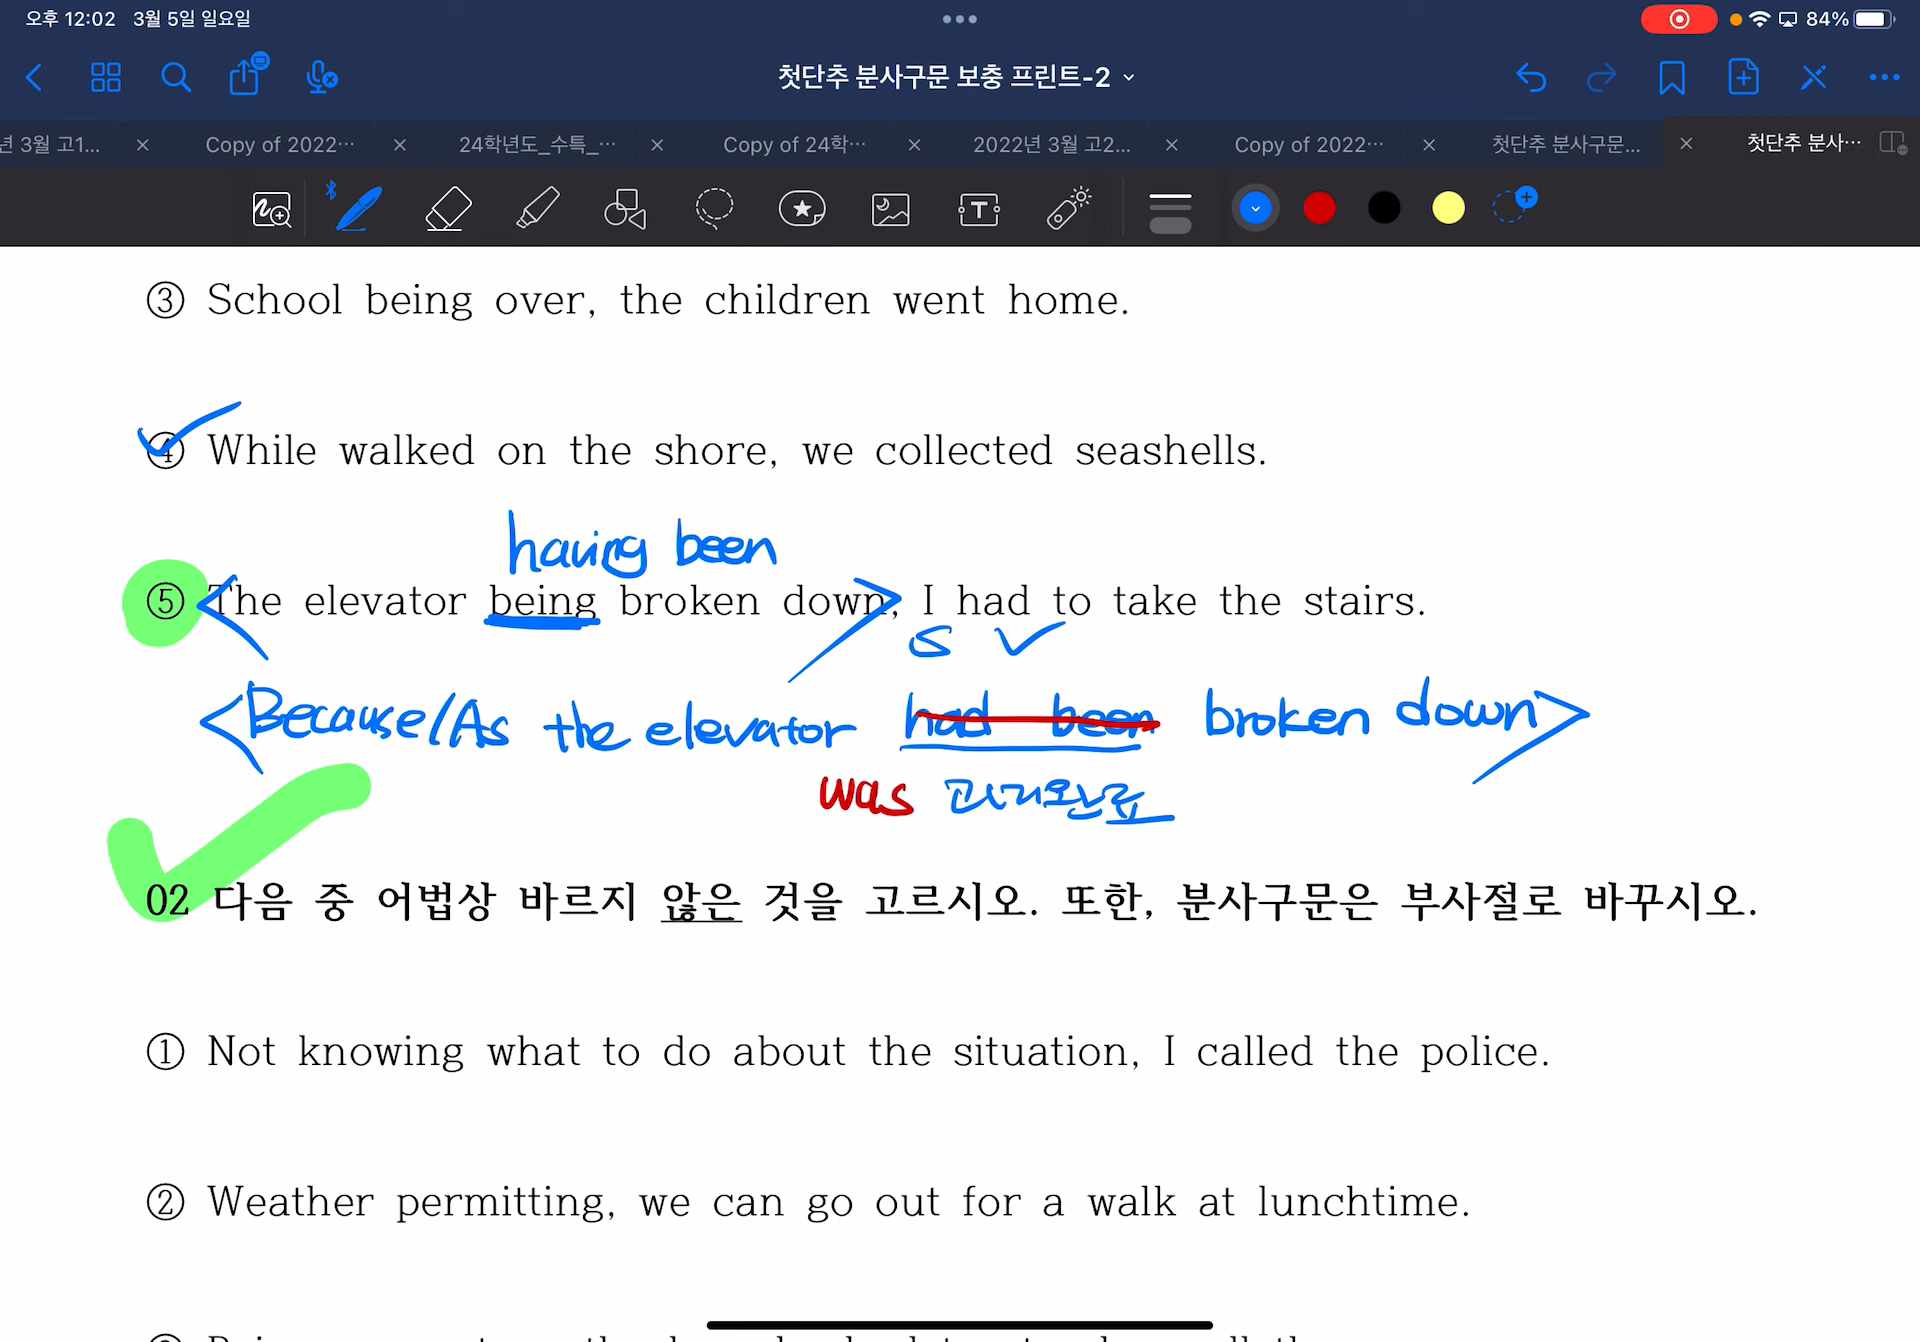 오후 12:02 3월 5일 일요일 84%
첫단추 분사구문 보충 프린트-2
년 3월 고1... Copy of 2022... 24학년도_수특_... Copy of 24학... 2022년 3월 고2... Copy of 2022... 첫단추 분사구문... 첫단추 분사...
③ School being over, the children went home.
④ While walked on the shore, we collected seashells.
having been
⑤ The elevator being broken down, I had to take the stairs.
S V
<Because/As the elevator had been broken down>
was 과거완료
02 다음 중 어법상 바르지 않은 것을 고르시오. 또한, 분사구문은 부사절로 바꾸시오.
① Not knowing what to do about the situation, I called the police.
② Weather permitting, we can go out for a walk at lunchtime.